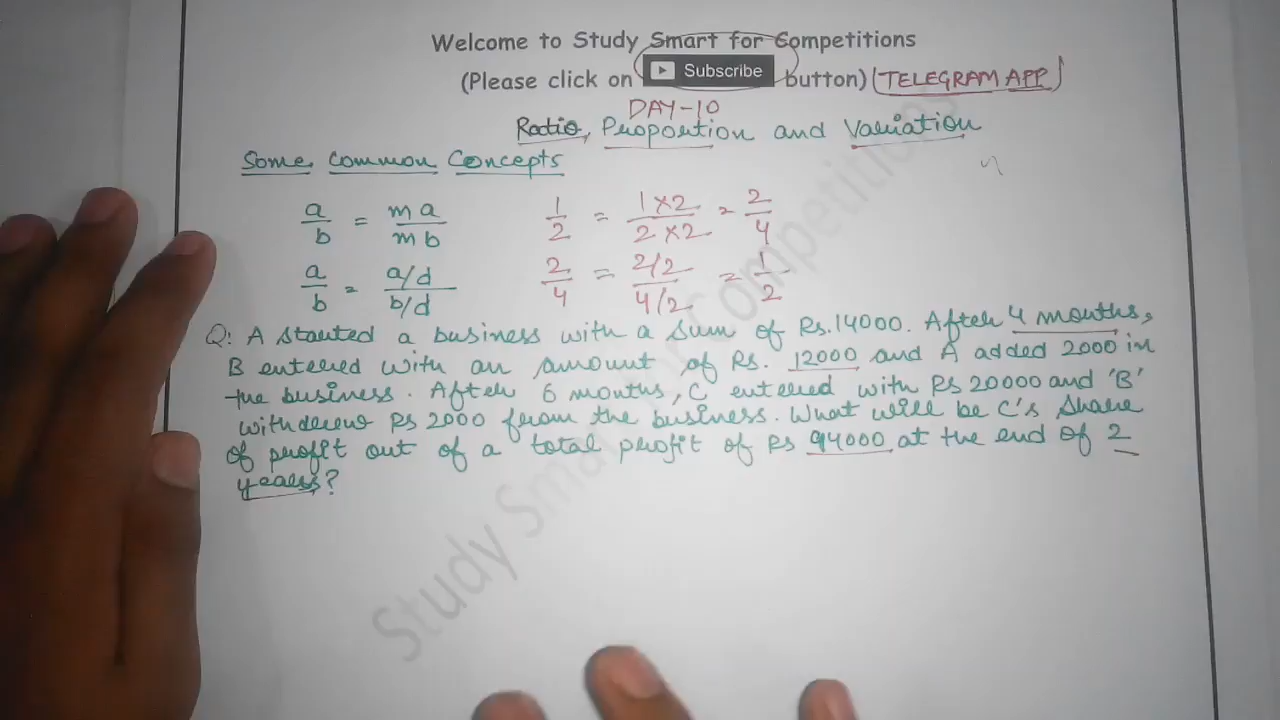 Welcome to Study Smart for Competitions
(Please click on Subscribe button) (TELEGRAM APP)
DAY-10
Ratio, Proportion and Variation
Some Common Concepts
a/b = ma/mb 1/2 = 1×2/2×2 = 2/4
a/b = a/d/b/d 2/4 = 2/2/4/2 = 1/2
Q: A started a business with a sum of Rs.14000. After 4 months,
B entered with an amount of Rs. 12000 and A added 2000 in
the business. After 6 months, C entered with Rs 20000 and 'B'
withdrew Rs 2000 from the business. What will be C's share
of profit out of a total profit of Rs 94000 at the end of 2
years?
Study Smart for Competitions